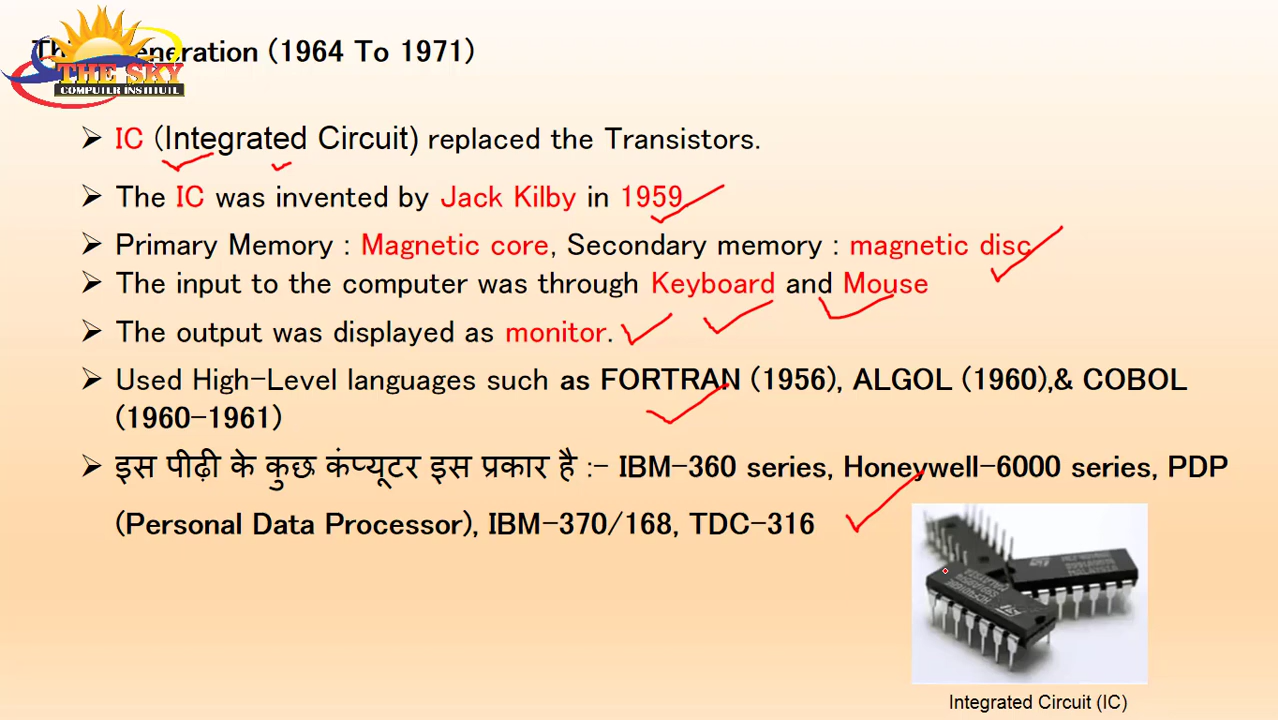 Generation (1964 To 1971)
THE SKY
COMPUTER INSTITUTE
➢ IC (Integrated Circuit) replaced the Transistors.
➢ The IC was invented by Jack Kilby in 1959
➢ Primary Memory : Magnetic core, Secondary memory : magnetic disc
➢ The input to the computer was through Keyboard and Mouse
➢ The output was displayed as monitor.
➢ Used High-Level languages such as FORTRAN (1956), ALGOL (1960),& COBOL
(1960-1961)
➢ इस पीढ़ी के कुछ कंप्यूटर इस प्रकार है :- IBM-360 series, Honeywell-6000 series, PDP
(Personal Data Processor), IBM-370/168, TDC-316
Integrated Circuit (IC)